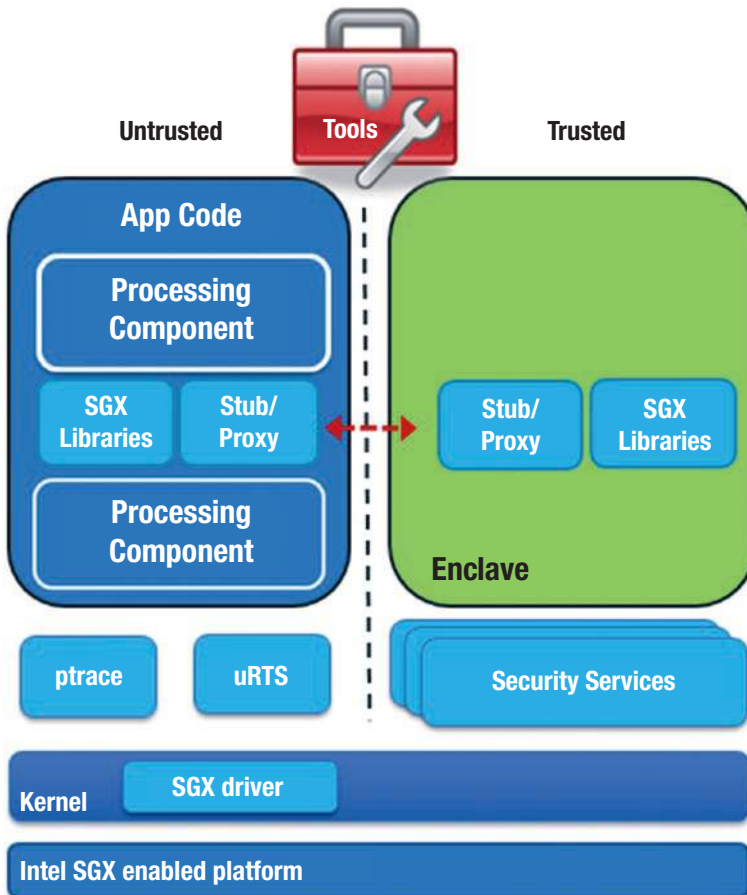 Untrusted
Tools
Trusted
App Code
Processing
Component
SGX
Libraries
Stub/
Proxy
Processing
Component
Stub/
Proxy
SGX
Libraries
Enclave
ptrace
uRTS
Security Services
Kernel
SGX driver
Intel SGX enabled platform